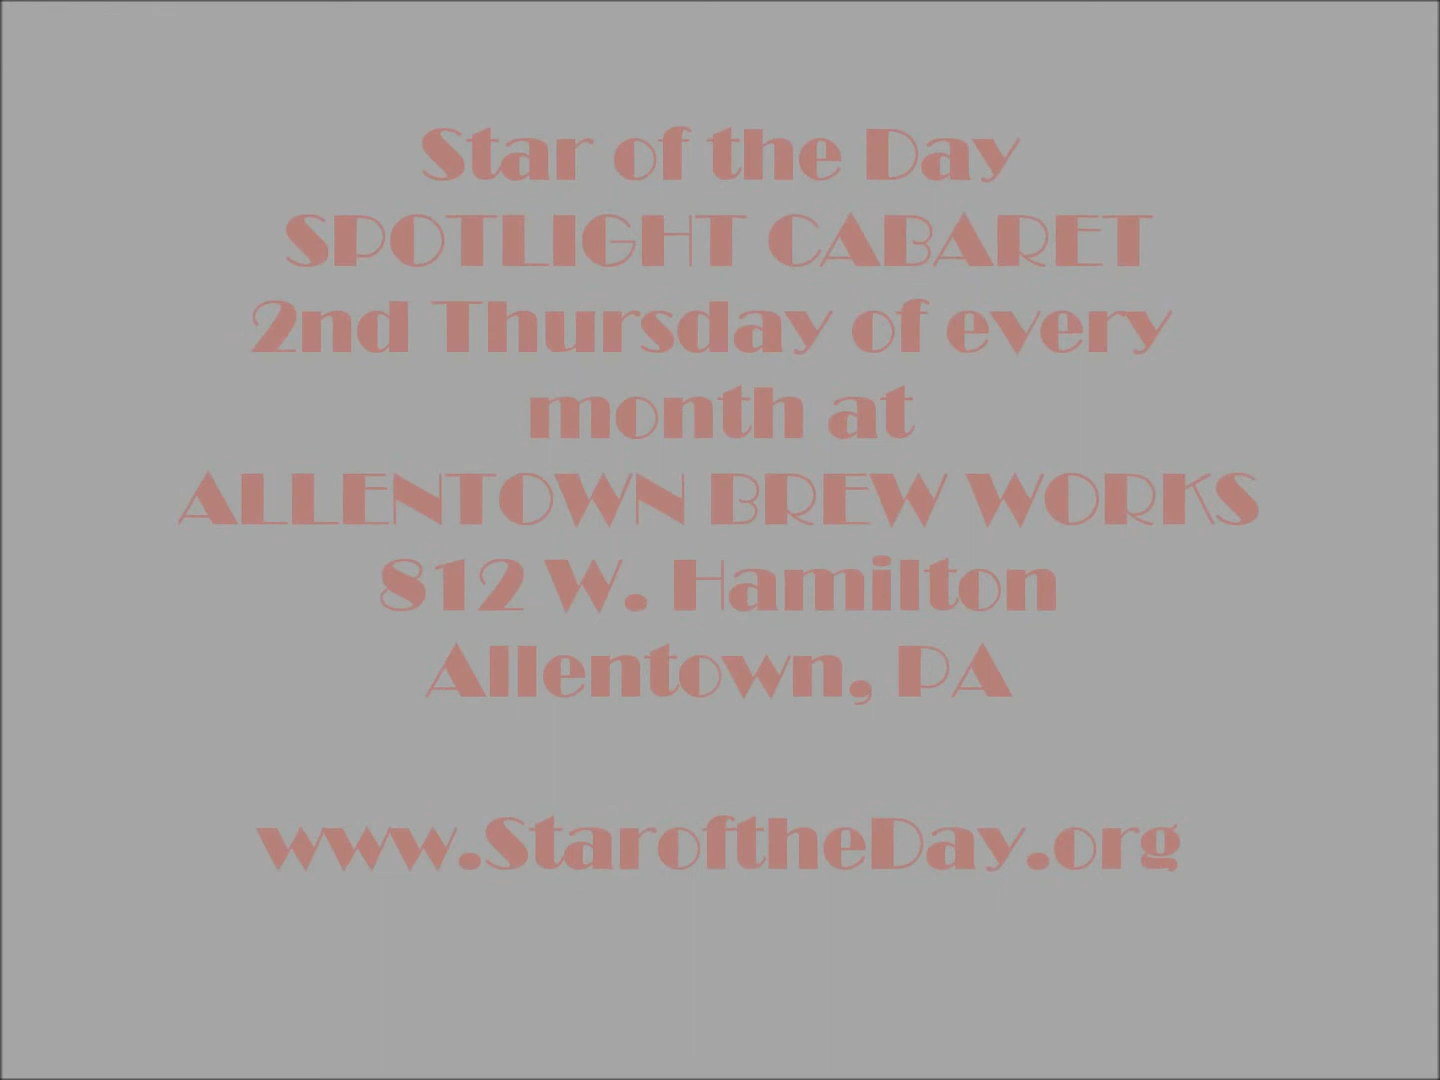 Star of the Day
SPOTLIGHT CABARET
2nd Thursday of every
month at
ALLENTOWN BREW WORKS
812 W. Hamilton
Allentown, PA
www.StaroftheDay.org